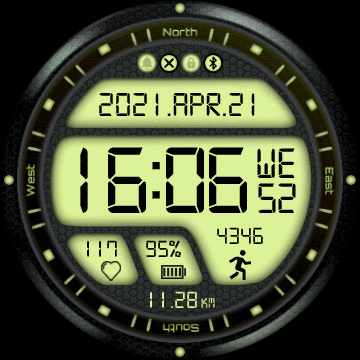 North
2021.APR.21
16:06 WE
52
West
East
4346
117 95%
11.28 KM
South